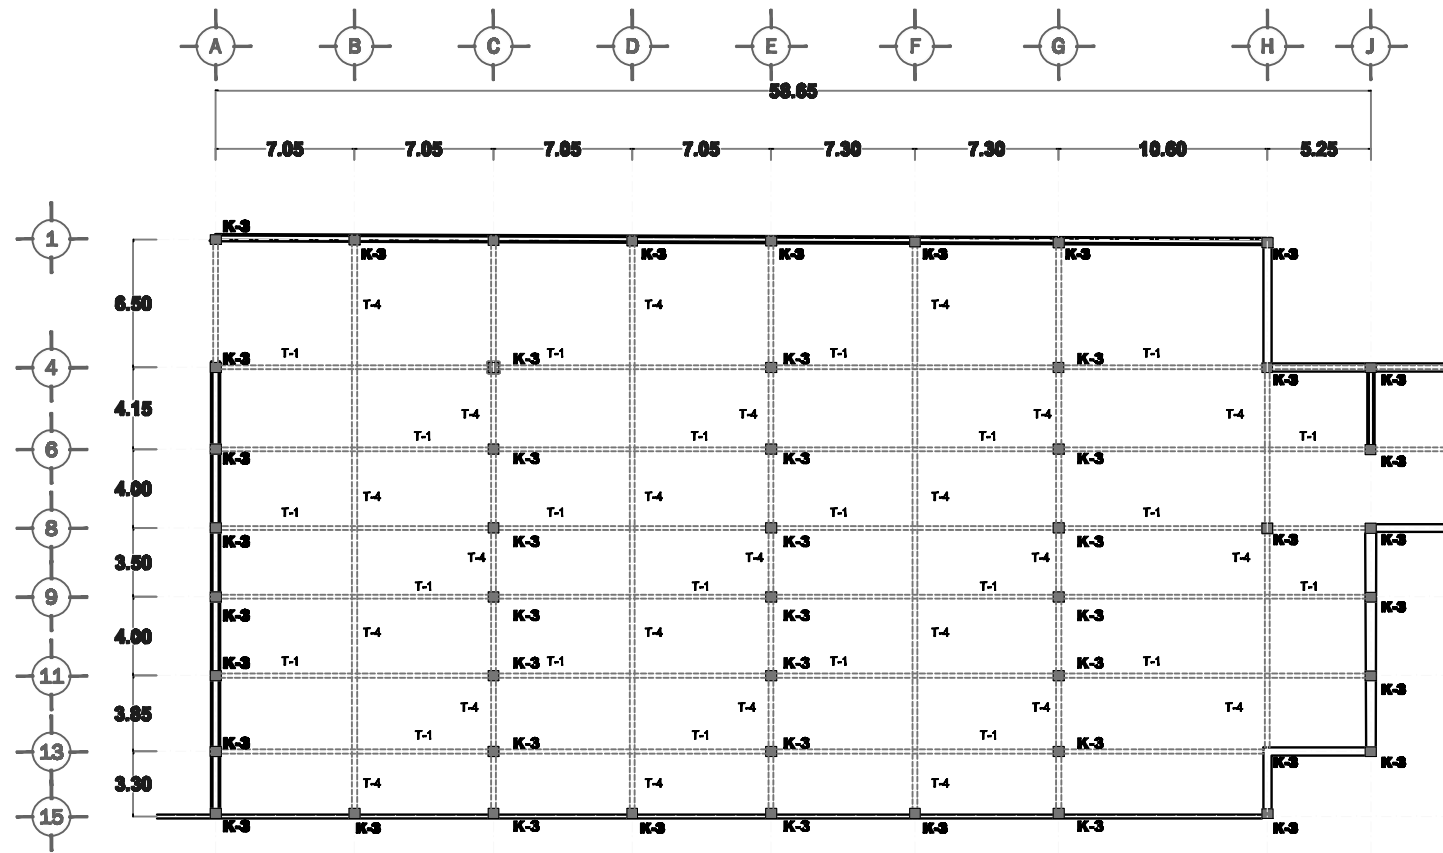 A B C D E F G H J
58.65
7.05 7.05 7.05 7.05 7.30 7.30 10.60 5.25
K-3
1
K-3 K-3 K-3 K-3 K-3 K-3
6.50 T-4 T-4 T-4
K-3 T-1 K-3 T-1 K-3 T-1 K-3 T-1
4
K-3 K-3
4.15 T-4 T-4 T-4 T-4
T-1 T-1 T-1 T-1
6
K-3 K-3 K-3 K-3 K-3
4.00 T-4 T-4 T-4
T-1 T-1 T-1 T-1
8
K-3 K-3 K-3 K-3 K-3
3.50 T-4 T-4 T-4 T-4
T-1 T-1 T-1 T-1
9
K-3 K-3 K-3 K-3 K-3
4.00 T-4 T-4 T-4
K-3 T-1 K-3 T-1 K-3 T-1 K-3 T-1
11
K-3
3.85 T-4 T-4 T-4 T-4
T-1 T-1 T-1
K-3 K-3 K-3 K-3
13
K-3 K-3
3.30 T-4 T-4 T-4
15
K-3 K-3 K-3 K-3 K-3 K-3 K-3 K-3